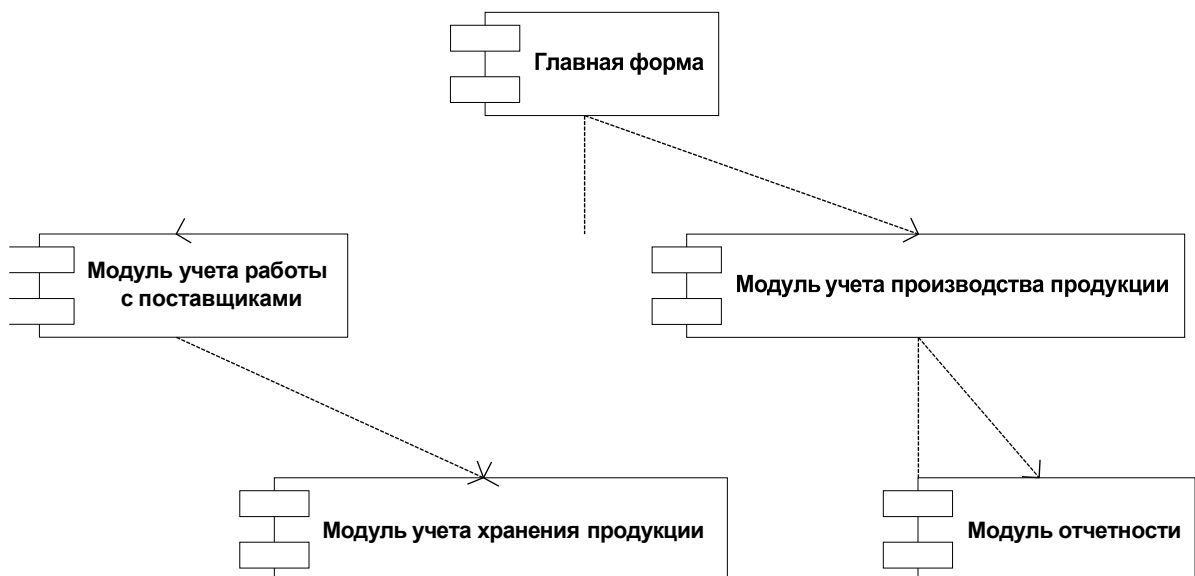 Главная форма
Модуль учета работы
с поставщиками
Модуль учета производства продукции
Модуль учета хранения продукции
Модуль отчетности